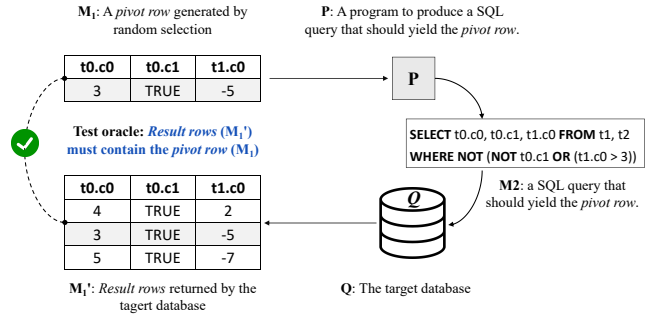 M1: A pivot row generated by
random selection
P: A program to produce a SQL
query that should yield the pivot row.
t0.c0 t0.c1 t1.c0
3 TRUE -5
P
Test oracle: Result rows (M1')
must contain the pivot row (M1)
SELECT t0.c0, t0.c1, t1.c0 FROM t1, t2
WHERE NOT (NOT t0.c1 OR (t1.c0 > 3))
M2: a SQL query that
should yield the pivot row.
t0.c0 t0.c1 t1.c0
4 TRUE 2
3 TRUE -5
5 TRUE -7
Q
M1': Result rows returned by the
tagert database
Q: The target database